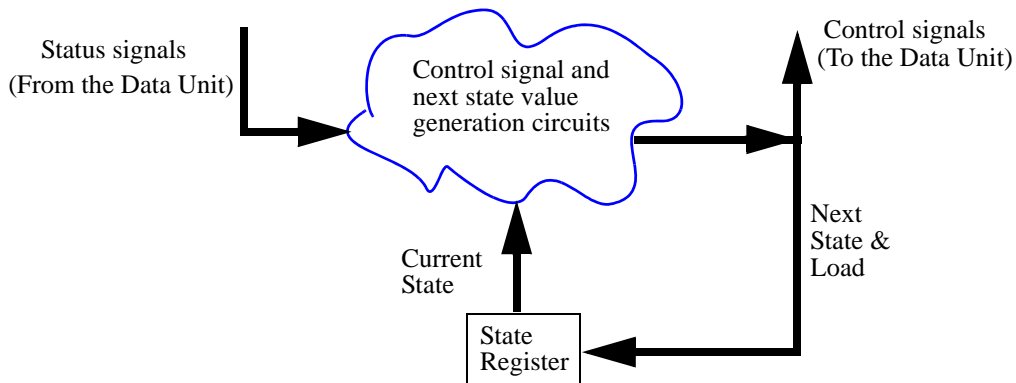 Status signals
(From the Data Unit)
Control signal and
next state value
generation circuits
Control signals
(To the Data Unit)
Next
State &
Load
Current
State
State
Register